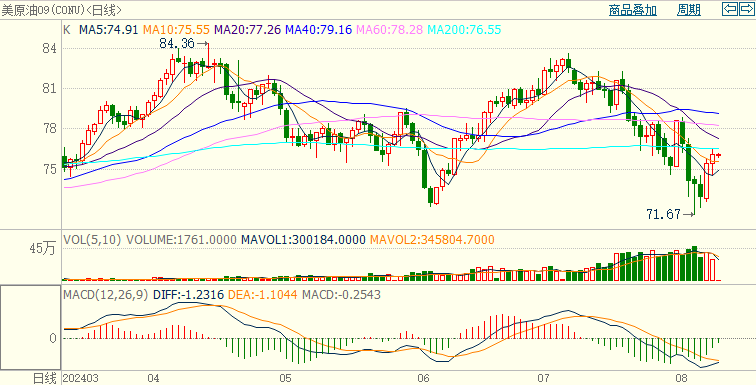 美原油09(CONU)<日线> 商品叠加 周期
K MA5:74.91 MA10:75.55 MA20:77.26 MA40:79.16 MA60:78.28 MA200:76.55
84.36→
84
81
78
75
71.67→
VOL(5,10) VOLUME:1761.0000 MAVOL1:300184.0000 MAVOL2:345804.7000
45万
MACD(12,26,9) DIFF:-1.2316 DEA:-1.1044 MACD:-0.2543
0
日线 202403 04 05 06 07 08